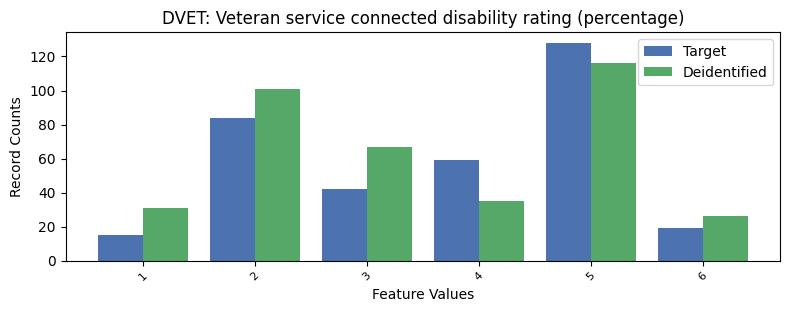 DVET: Veteran service connected disability rating (percentage)
Target
Deidentified
Record Counts
120
100
80
60
40
20
0
1 2 3 4 5 6
Feature Values